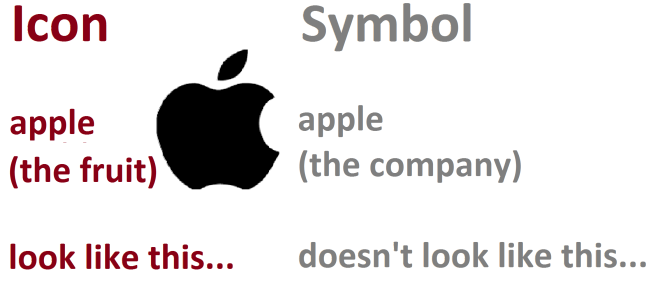 Icon
Symbol
apple
(the fruit)
apple
(the company)
look like this...
doesn't look like this...